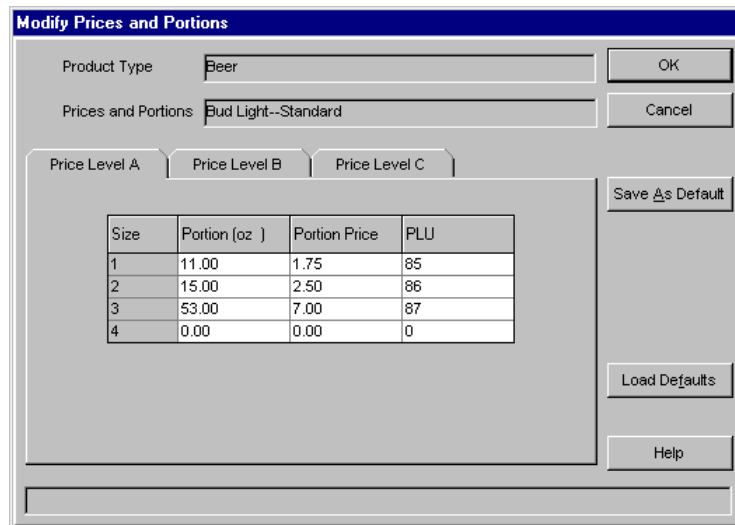 Modify Prices and Portions
Product Type Beer OK
Prices and Portions Bud Light--Standard Cancel
Price Level A Price Level B Price Level C
Save As Default
Size Portion (oz ) Portion Price PLU
1 11.00 1.75 85
2 15.00 2.50 86
3 53.00 7.00 87
4 0.00 0.00 0
Load Defaults
Help